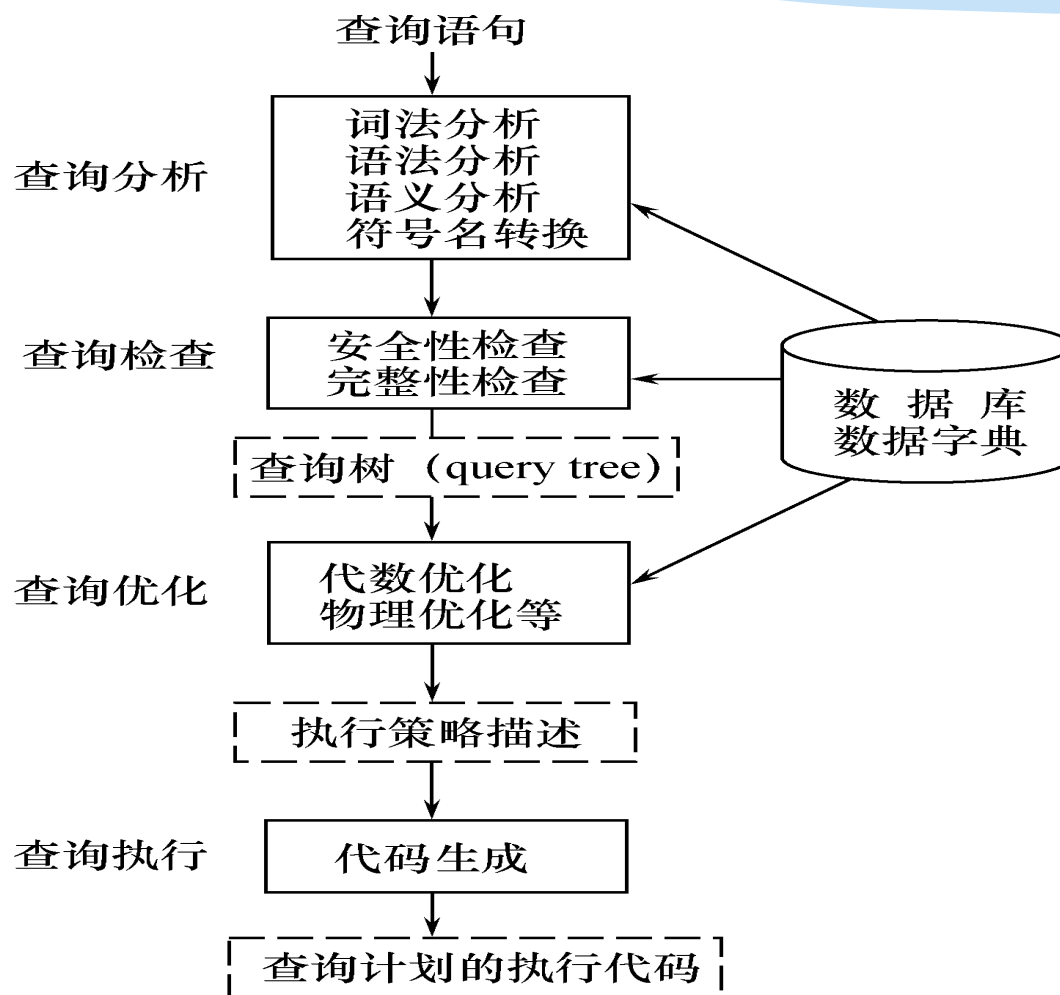 查询语句
查询分析
词法分析
语法分析
语义分析
符号名转换
查询检查
安全性检查
完整性检查
数 据 库
数据字典
查询树（query tree）
查询优化
代数优化
物理优化等
执行策略描述
查询执行
代码生成
查询计划的执行代码